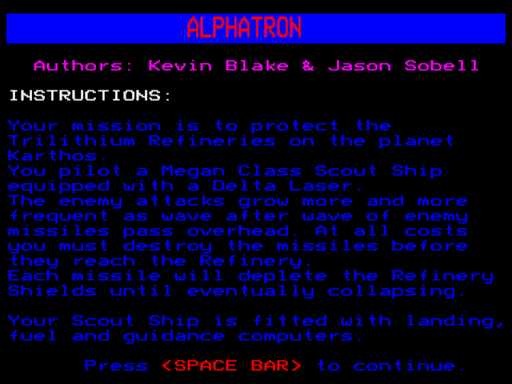 ALPHATRON
Authors: Kevin Blake & Jason Sobell
INSTRUCTIONS:
Your mission is to protect the
Trilithium Refineries on the planet
Karthos.
You pilot a Megan Class Scout Ship
equipped with a Delta Laser.
The enemy attacks grow more and more
frequent as wave after wave of enemy
missiles pass overhead. At all costs
you must destroy the missiles before
they reach the Refinery.
Each missile will deplete the Refinery
Shields until eventually collapsing.
Your Scout Ship is fitted with landing,
fuel and guidance computers.
Press <SPACE BAR> to continue.